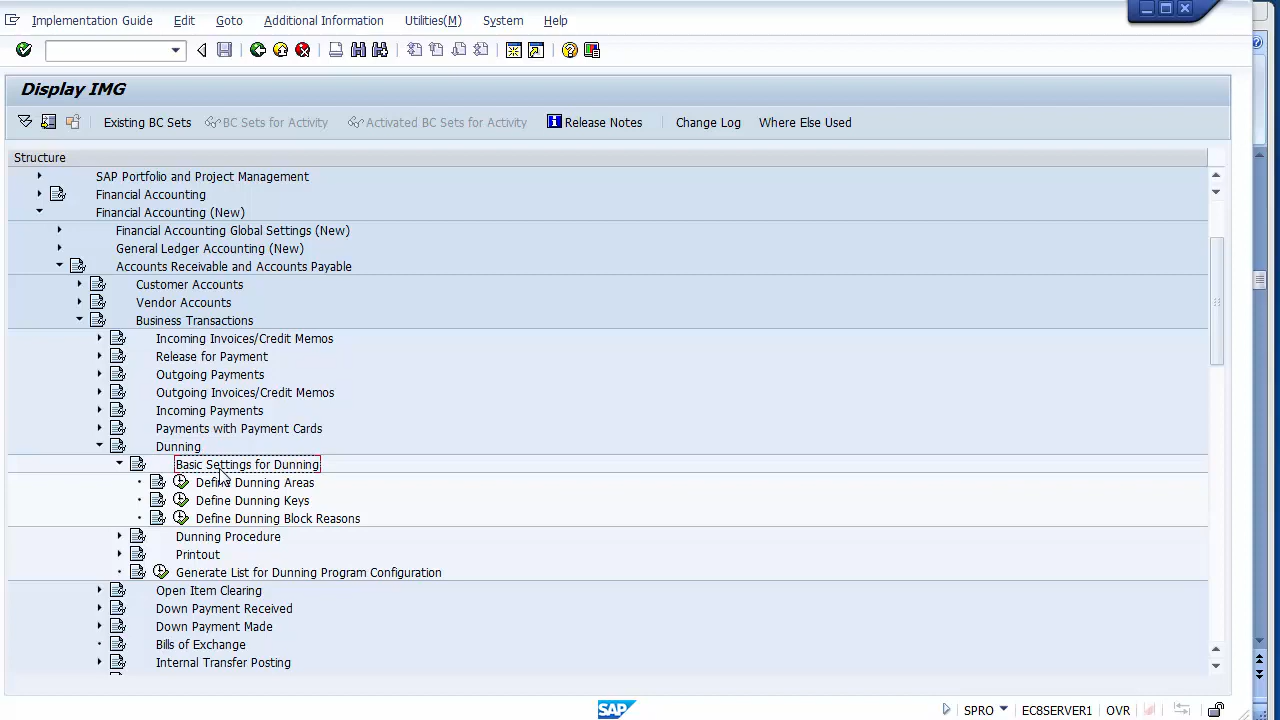 Implementation Guide Edit Goto Additional Information Utilities(M) System Help
Display IMG
Existing BC Sets BC Sets for Activity Activated BC Sets for Activity Release Notes Change Log Where Else Used
Structure
SAP Portfolio and Project Management
Financial Accounting
Financial Accounting (New)
Financial Accounting Global Settings (New)
General Ledger Accounting (New)
Accounts Receivable and Accounts Payable
Customer Accounts
Vendor Accounts
Business Transactions
Incoming Invoices/Credit Memos
Release for Payment
Outgoing Payments
Outgoing Invoices/Credit Memos
Incoming Payments
Payments with Payment Cards
Dunning
Basic Settings for Dunning
Define Dunning Areas
Define Dunning Keys
Define Dunning Block Reasons
Dunning Procedure
Printout
Generate List for Dunning Program Configuration
Open Item Clearing
Down Payment Received
Down Payment Made
Bills of Exchange
Internal Transfer Posting
SAP SPRO ECSERVER1 OVR